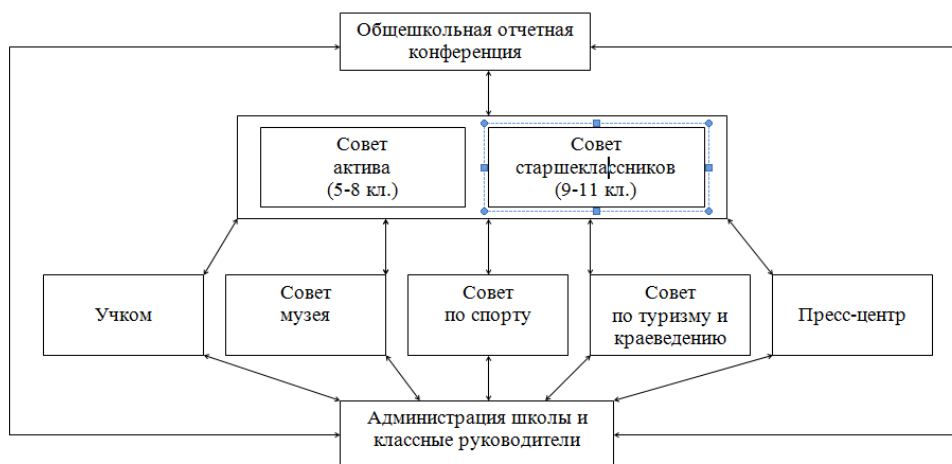 Общешкольная отчетная
конференция
Совет
актива
(5-8 кл.)
Совет
старшеклассников
(9-11 кл.)
Учком
Совет
музея
Совет
по спорту
Совет
по туризму и
краеведению
Пресс-центр
Администрация школы и
классные руководители